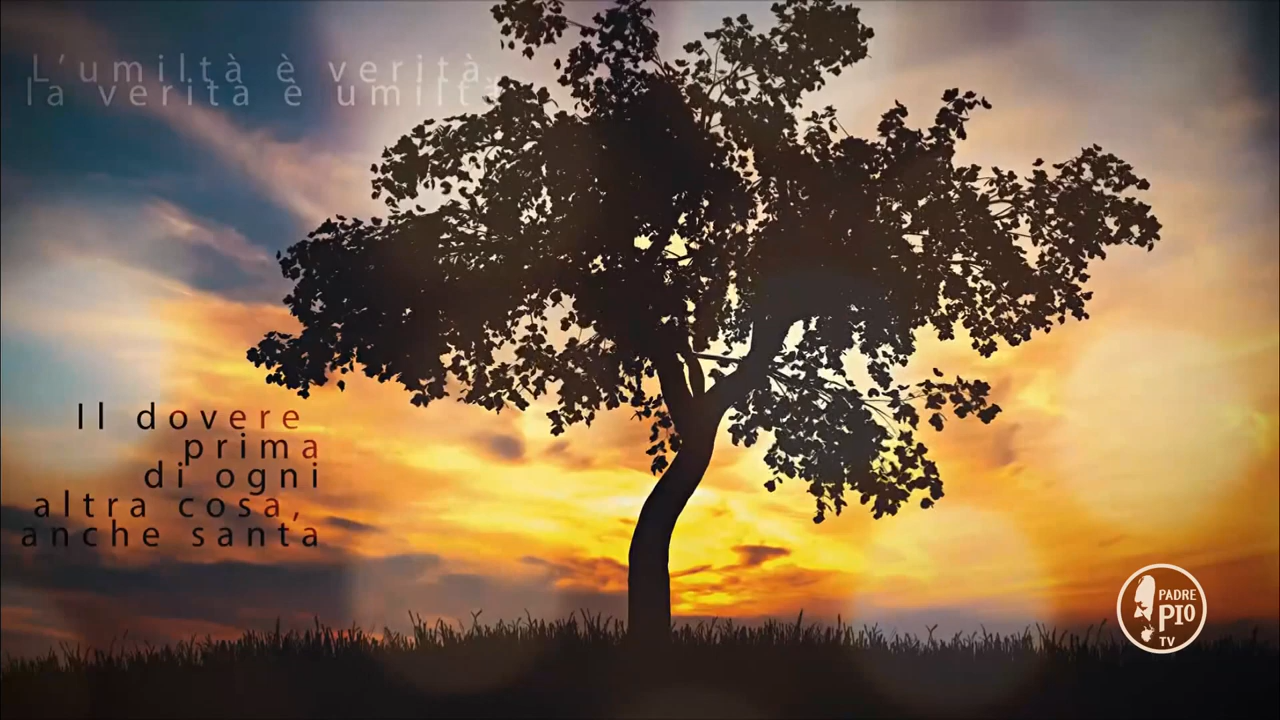 L'umiltà è verità,
la verità è umiltà
Il dovere
prima
di ogni
altra cosa,
anche santa
PADRE
PIO
TV